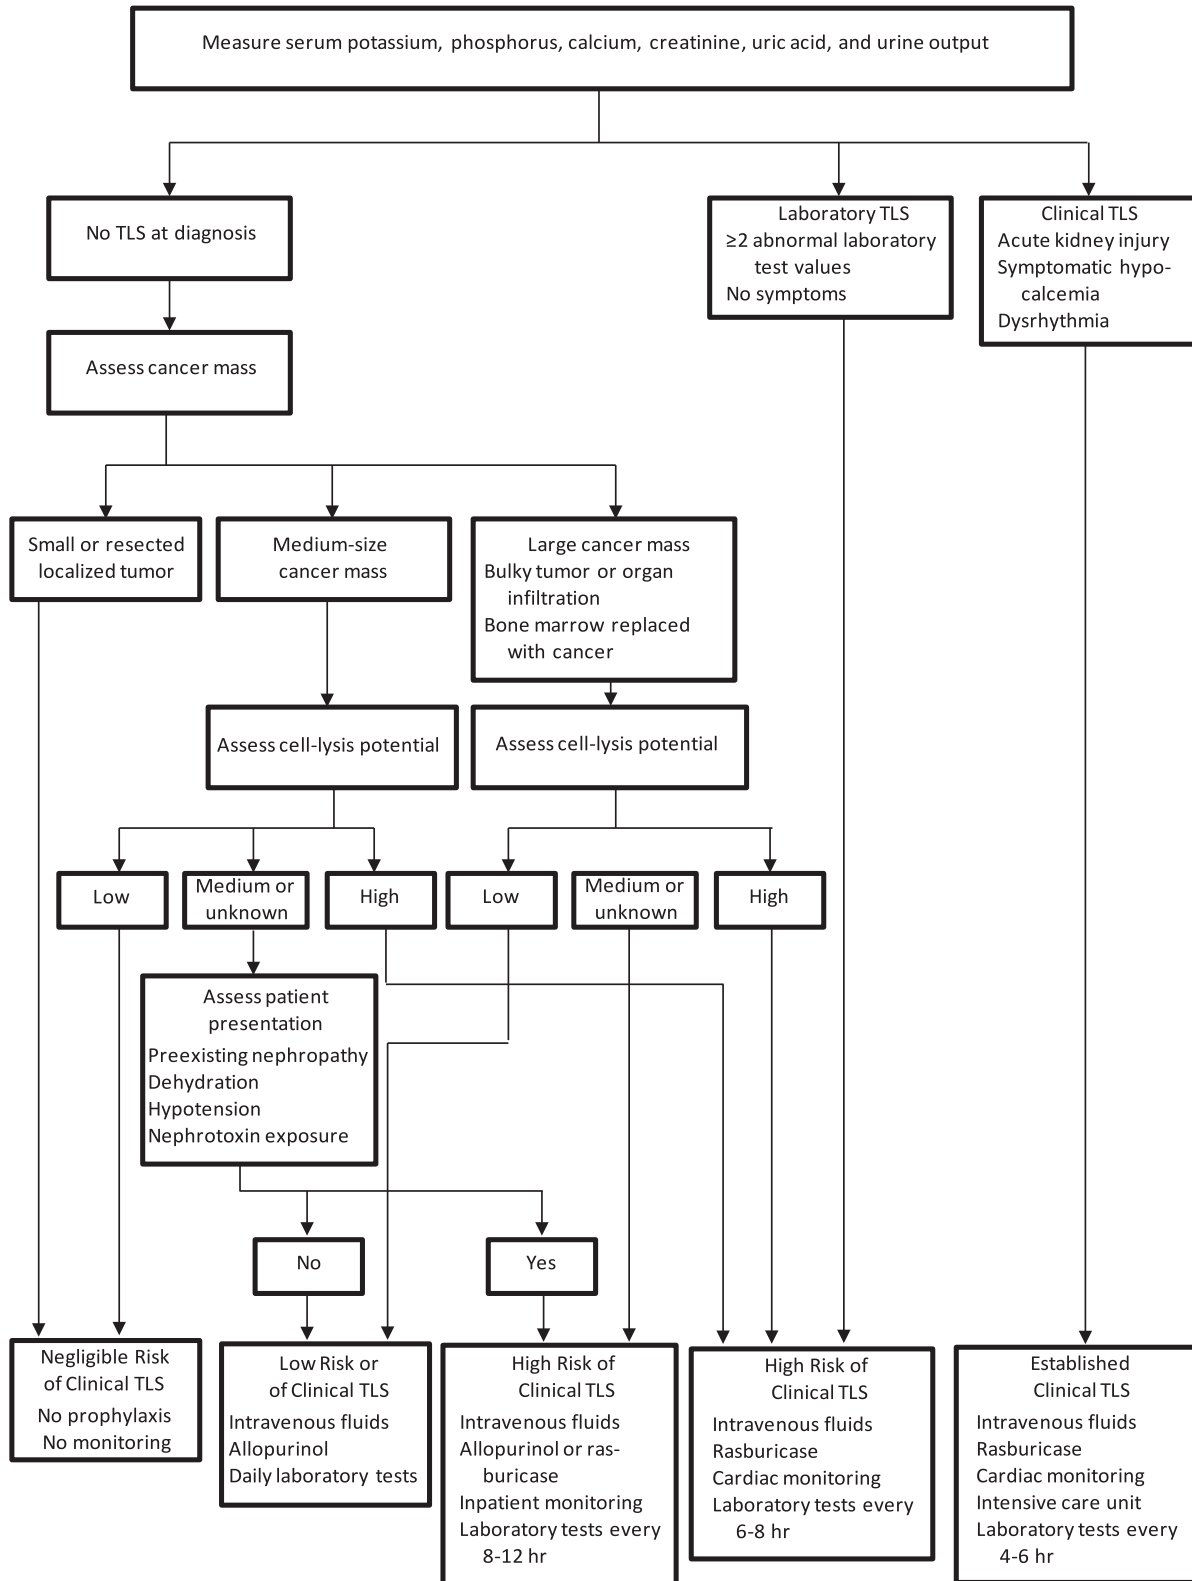 Measure serum potassium, phosphorus, calcium, creatinine, uric acid, and urine output
No TLS at diagnosis
Laboratory TLS
≥2 abnormal laboratory
test values
No symptoms
Clinical TLS
Acute kidney injury
Symptomatic hypo-
calcemia
Dysrhythmia
Assess cancer mass
Small or resected
localized tumor
Medium-size
cancer mass
Large cancer mass
Bulky tumor or organ
infiltration
Bone marrow replaced
with cancer
Assess cell-lysis potential
Assess cell-lysis potential
Low
Medium or
unknown
High
Low
Medium or
unknown
High
Assess patient
presentation
Preexisting nephropathy
Dehydration
Hypotension
Nephrotoxin exposure
No
Yes
Negligible Risk
of Clinical TLS
No prophylaxis
No monitoring
Low Risk or
of Clinical TLS
Intravenous fluids
Allopurinol
Daily laboratory tests
High Risk of
Clinical TLS
Intravenous fluids
Allopurinol or ras-
buricase
Inpatient monitoring
Laboratory tests every
8-12 hr
High Risk of
Clinical TLS
Intravenous fluids
Rasburicase
Cardiac monitoring
Laboratory tests every
6-8 hr
Established
Clinical TLS
Intravenous fluids
Rasburicase
Cardiac monitoring
Intensive care unit
Laboratory tests every
4-6 hr